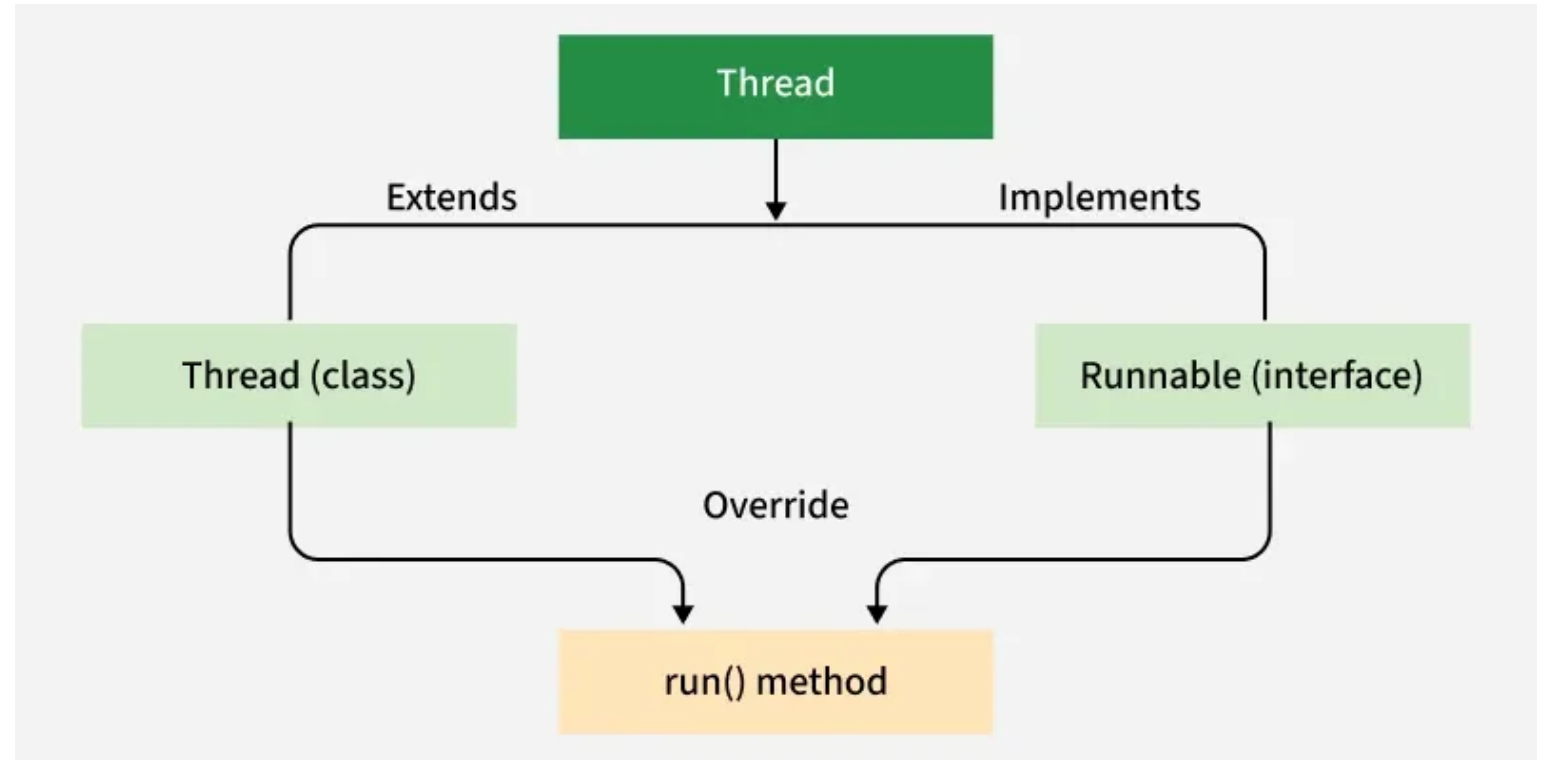 Thread
Extends
Implements
Thread (class)
Runnable (interface)
Override
run() method